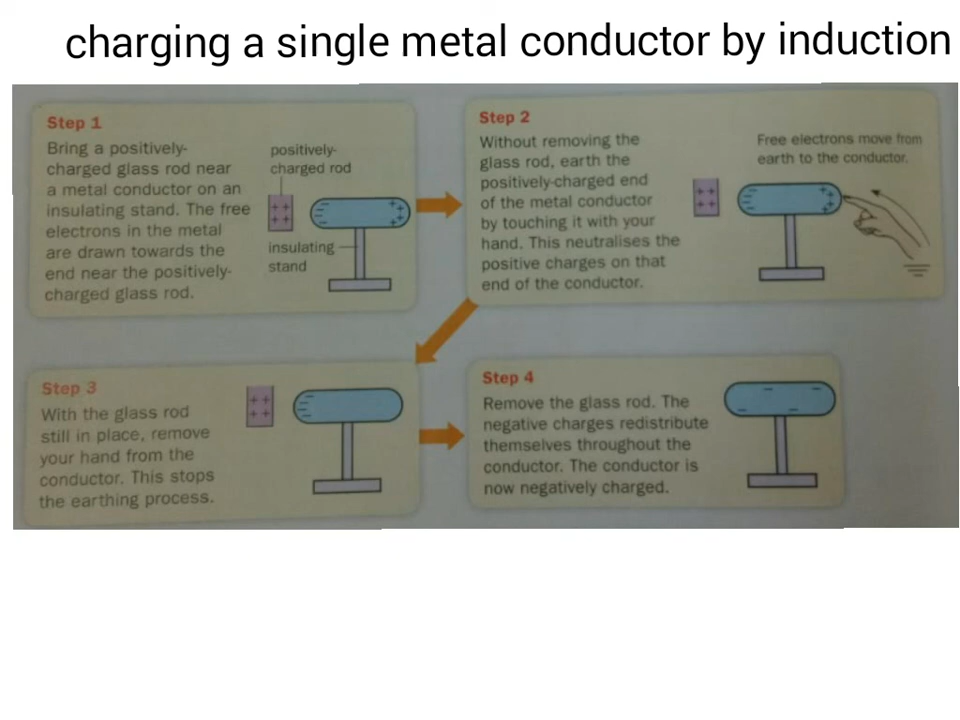 charging a single metal conductor by induction
Step 1
Bring a positively-
charged glass rod near
a metal conductor on an
insulating stand. The free
electrons in the metal
are drawn towards the
end near the positively-
charged glass rod.
positively-
charged rod
insulating
stand
Step 2
Without removing the
glass rod, earth the
positively-charged end
of the metal conductor
by touching it with your
hand. This neutralises the
positive charges on that
end of the conductor.
Free electrons move from
earth to the conductor.
Step 3
With the glass rod
still in place, remove
your hand from the
conductor. This stops
the earthing process.
Step 4
Remove the glass rod. The
negative charges redistribute
themselves throughout the
conductor. The conductor is
now negatively charged.